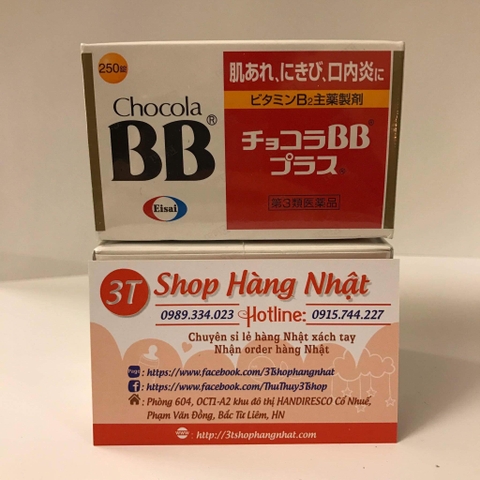 250錠
Chocola
BB®
Eisai
肌あれ、にきび、口内炎に
ビタミンB2主薬製剤
チョコラBB®
プラス
第3類医薬品
3T
Shop Hàng Nhật
0989.334.023 Hotline: 0915.744.227
Chuyên sỉ lẻ hàng Nhật xách tay
Nhận order hàng Nhật
: https://www.facebook.com/3Tshophangnhat
: https://www.facebook.com/ThuThuy3Tshop
: Phòng 604, OCT1-A2 khu đô thị HANDIRESCO Cổ Nhuế,
Phạm Văn Đồng, Bắc Từ Liêm, HN
www : http://3tshophangnhat.com